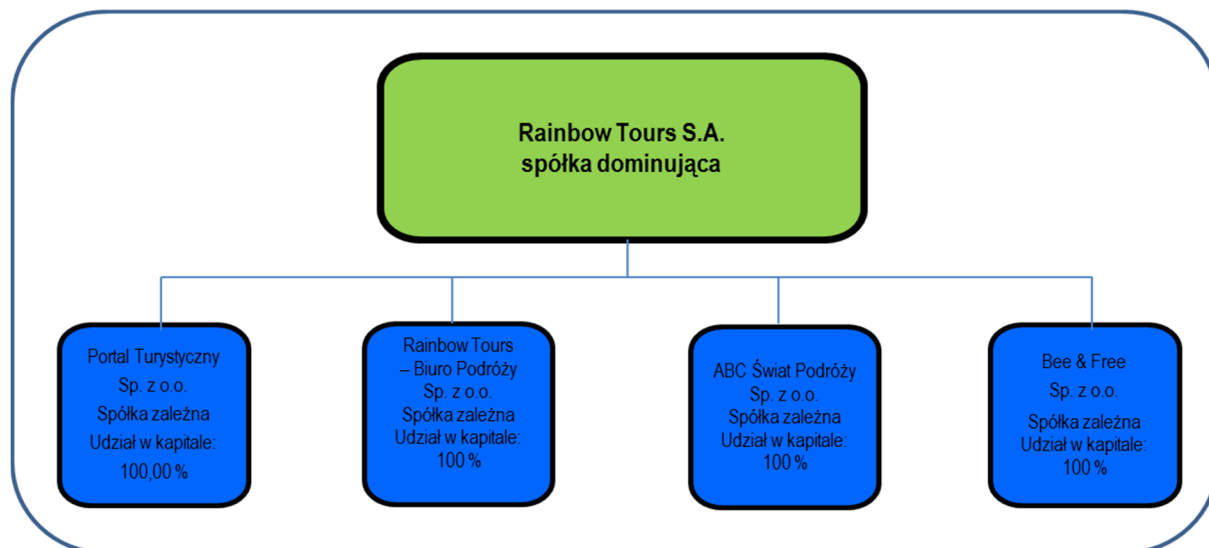 Rainbow Tours S.A.
spółka dominująca
Portal Turystyczny
Sp. z o.o.
Spółka zależna
Udział w kapitale:
100,00 %
Rainbow Tours
– Biuro Podróży
Sp. z o.o.
Spółka zależna
Udział w kapitale:
100 %
ABC Świat Podróży
Sp. z o.o.
Spółka zależna
Udział w kapitale:
100 %
Bee & Free
Sp. z o.o.
Spółka zależna
Udział w kapitale:
100 %